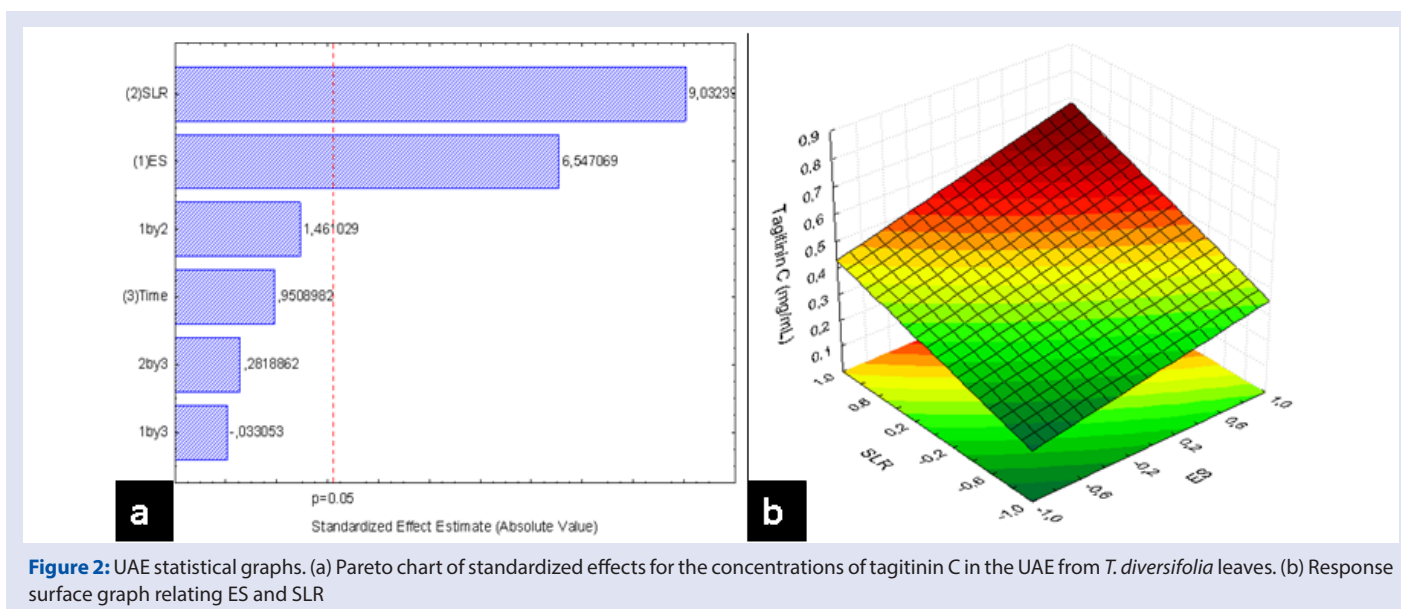 (2)SLR
9,03239
(1)ES
6,547069
1by2
1,461029
(3)Time
,9508982
2by3
,2818862
1by3
-,033053
p=0.05
Standardized Effect Estimate (Absolute Value)
a
0,9
0,8
0,7
0,6
0,5
0,4
0,3
0,2
0,1
Tagitinin C (mg/mL)
1,0
0,6
0,2
-0,2
-0,6
-1,0
SLR
-1,0
-0,6
-0,2
0,2
0,6
1,0
ES
b
Figure 2: UAE statistical graphs. (a) Pareto chart of standardized effects for the concentrations of tagitinin C in the UAE from T. diversifolia leaves. (b) Response
surface graph relating ES and SLR